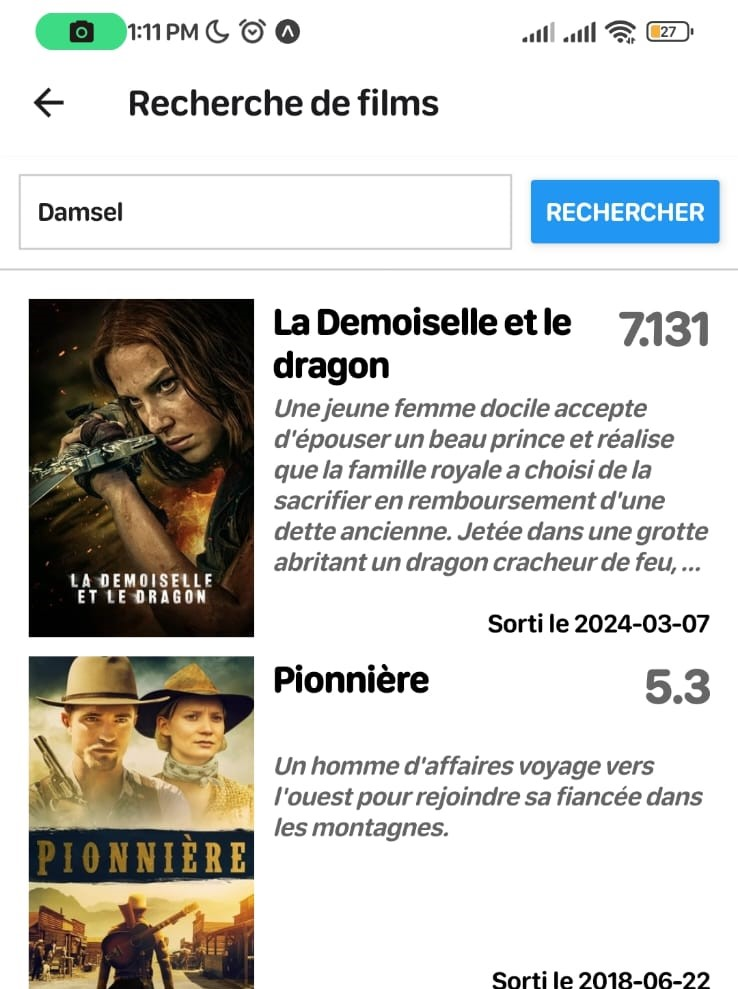 1:11 PM 27
Recherche de films
Damsel RECHERCHER
La Demoiselle et le
dragon
7.131
Une jeune femme docile accepte
d'épouser un beau prince et réalise
que la famille royale a choisi de la
sacrifier en remboursement d'une
dette ancienne. Jetée dans une grotte
abritant un dragon cracheur de feu, ...
Sorti le 2024-03-07
LA DEMOISELLE
ET LE DRAGON
Pionnière
5.3
Un homme d'affaires voyage vers
l'ouest pour rejoindre sa fiancée dans
les montagnes.
Sorti le 2018-06-22
PIONNIÈRE